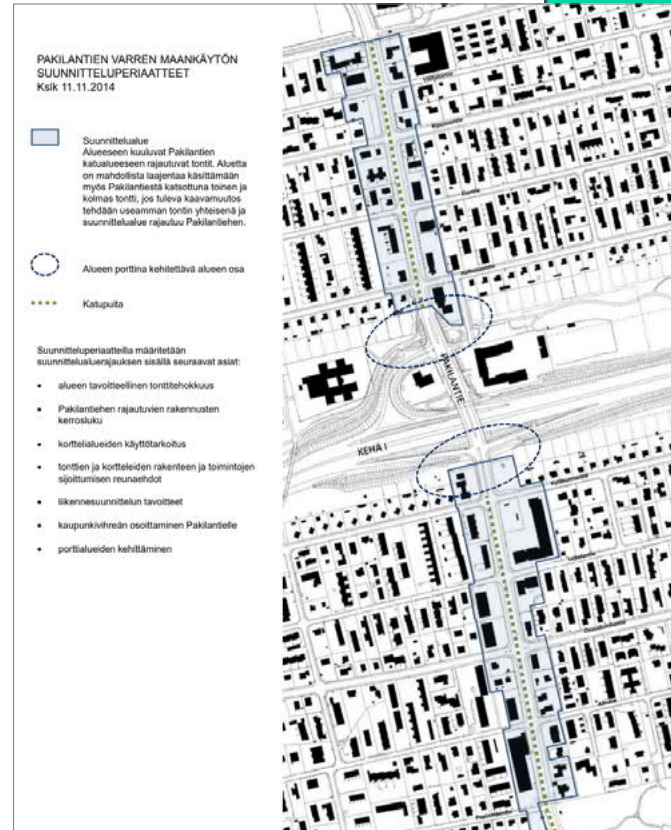 PAKILANTIEN VARREN MAANKÄYTÖN
SUUNNITTELUPERIAATTEET
Kslk 11.11.2014
Suunnittelualue
Alueeseen kuuluvat Pakilantien
katualueeseen rajautuvat tontit. Aluetta
on mahdollista laajentaa käsittämään
myös Pakilantiestä katsottuna toinen ja
kolmas tontti, jos tuleva kaavamuutos
tehdään useamman tontin yhteisenä ja
suunnittelualue rajautuu Pakilantiehen.
Alueen porttina kehitettävä alueen osa
Katupuita
Suunnitteluperiaatteilla määritetään
suunnittelualuerajauksen sisällä seuraavat asiat:
• alueen tavoitteellinen tonttitehokkuus
• Pakilantiehen rajautuvien rakennusten
kerrosluku
• korttelialueiden käyttötarkoitus
• tonttien ja kortteleiden rakenteen ja toimintojen
sijoittumisen reunaehdot
• liikennesuunnittelun tavoitteet
• kaupunkivihreän osoittaminen Pakilantielle
• porttialueiden kehittäminen
PAKILANTIE
KEHÄ I